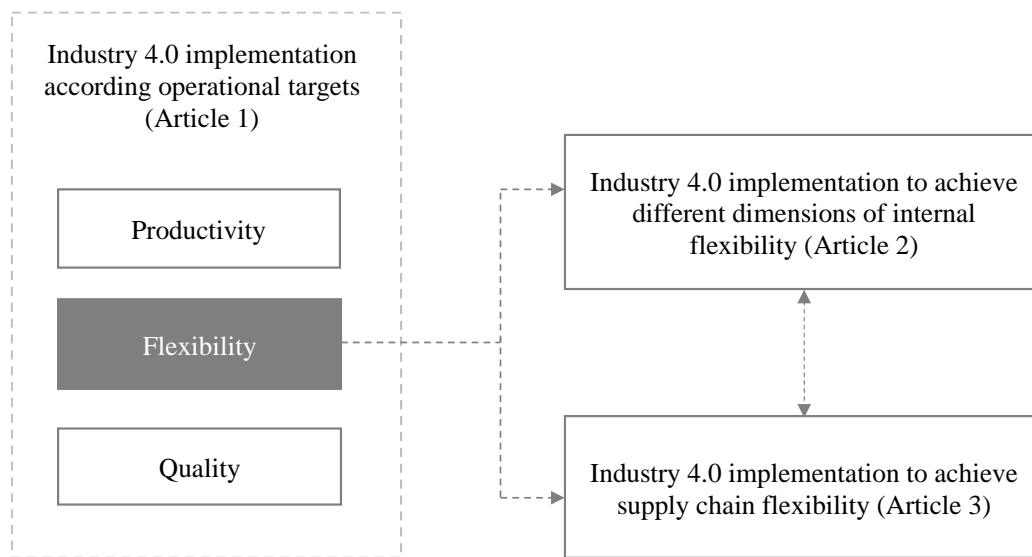 Industry 4.0 implementation
according operational targets
(Article 1)
Productivity
Flexibility
Quality
Industry 4.0 implementation to achieve
different dimensions of internal
flexibility (Article 2)
Industry 4.0 implementation to achieve
supply chain flexibility (Article 3)